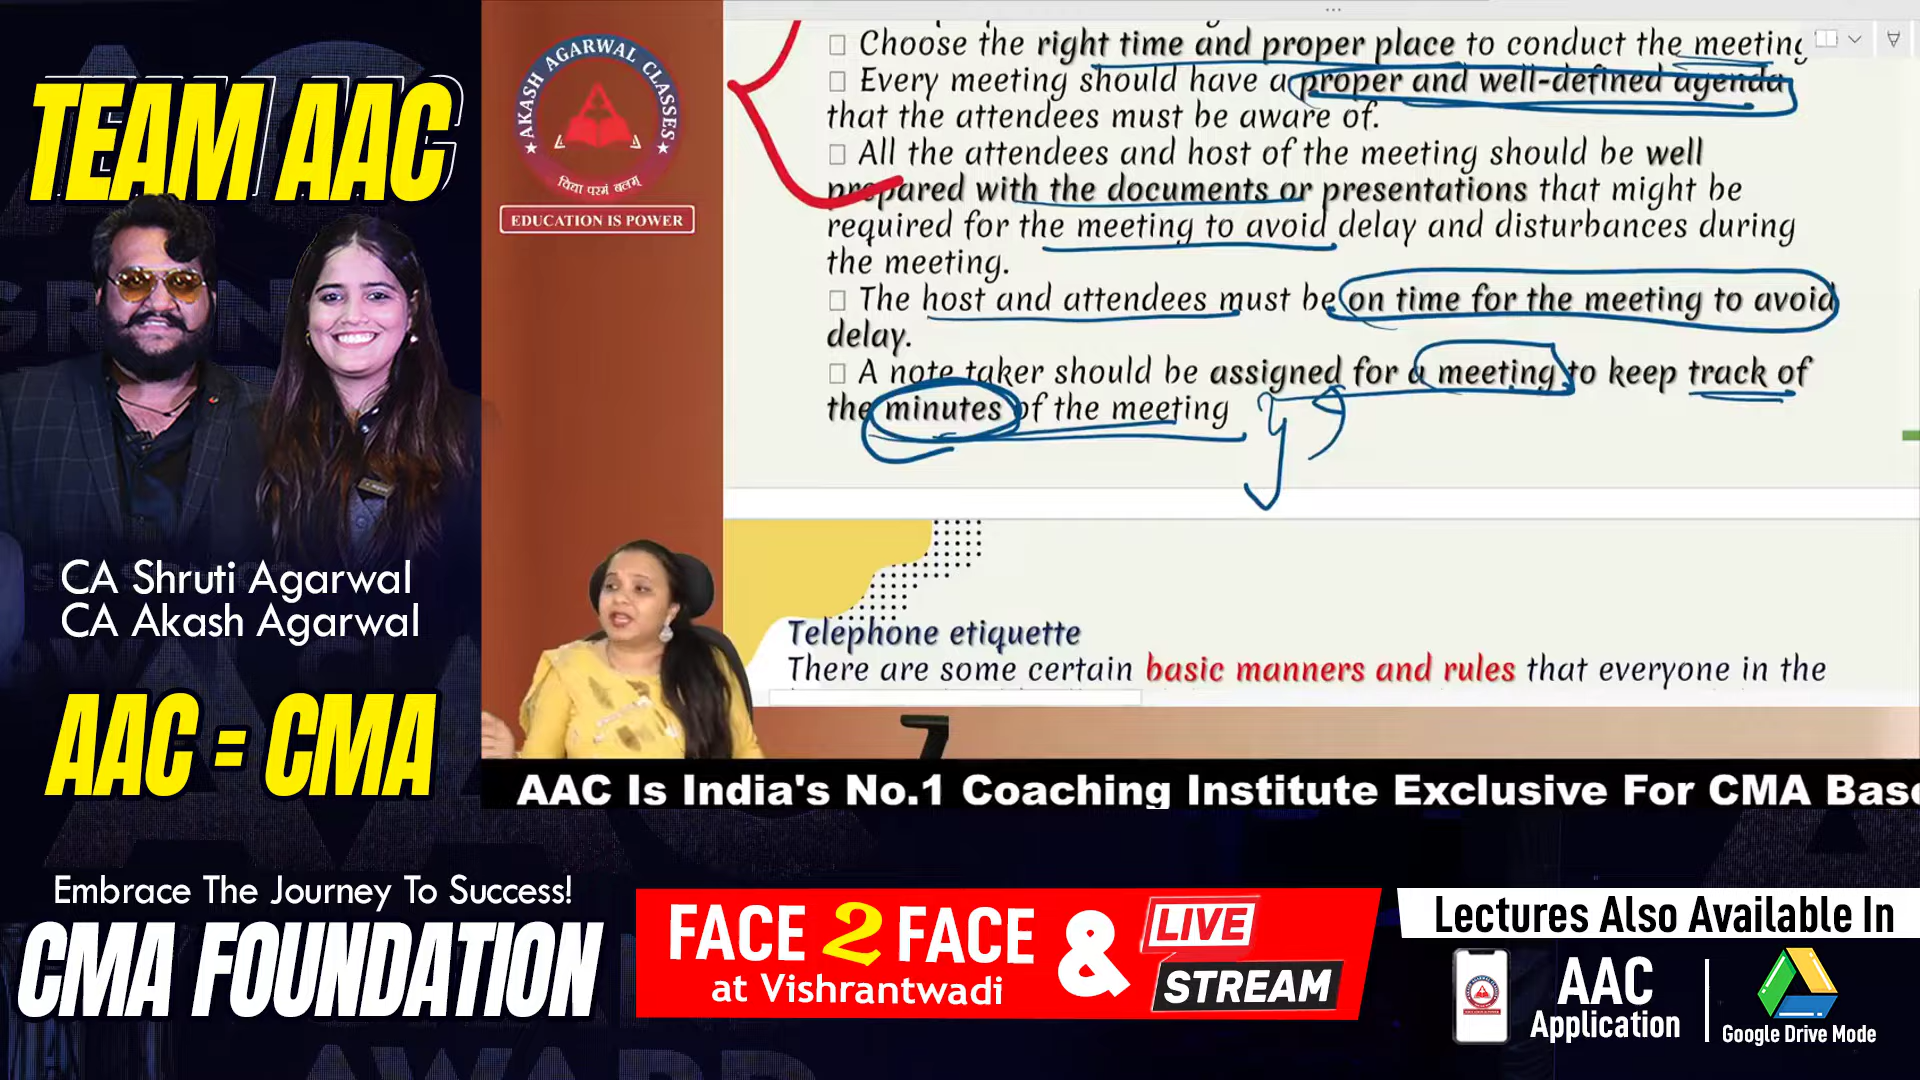 TEAM AAC
CA Shruti Agarwal
CA Akash Agarwal
AAC = CMA
Embrace The Journey To Success!
CMA FOUNDATION
AKASH AGARWAL CLASSES
विद्या परमं बलम्
EDUCATION IS POWER
Choose the right time and proper place to conduct the meeting
Every meeting should have a proper and well-defined agenda
that the attendees must be aware of.
All the attendees and host of the meeting should be well
prepared with the documents or presentations that might be
required for the meeting to avoid delay and disturbances during
the meeting.
The host and attendees must be on time for the meeting to avoid
delay.
A note taker should be assigned for a meeting to keep track of
the minutes of the meeting
Telephone etiquette
There are some certain basic manners and rules that everyone in the
AAC Is India's No.1 Coaching Institute Exclusive For CMA Base
FACE 2 FACE
at Vishrantwadi
&
LIVE
STREAM
Lectures Also Available In
AAC
Application
Google Drive Mode